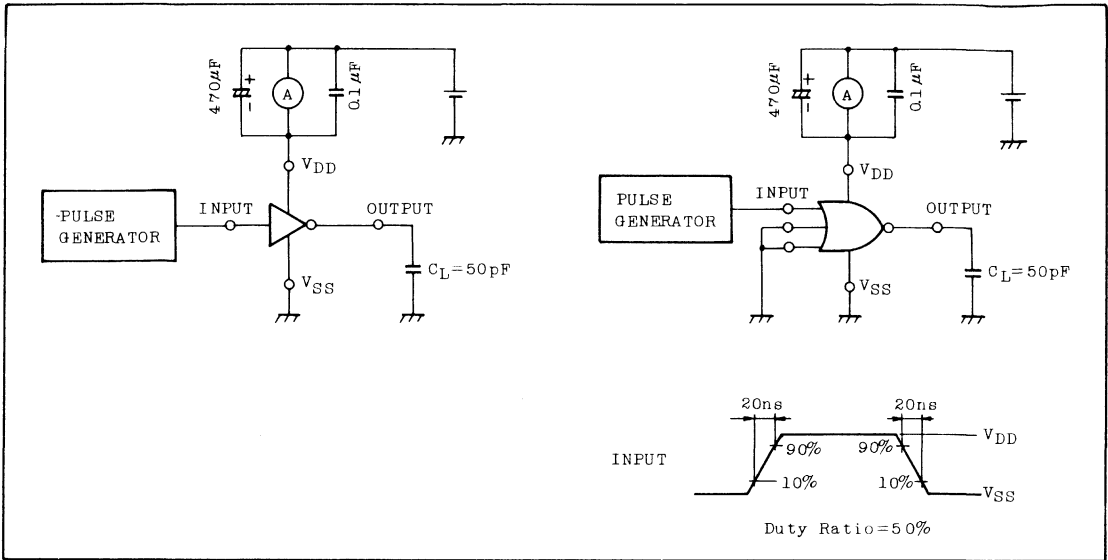 470µF
+
-
A
0.1µF
VDD
-PULSE
GENERATOR
INPUT
OUTPUT
CL=50pF
VSS
470µF
+
-
A
0.1µF
VDD
PULSE
GENERATOR
INPUT
OUTPUT
CL=50pF
VSS
20ns
20ns
INPUT
90%
90%
VDD
10%
10%
VSS
Duty Ratio=50%